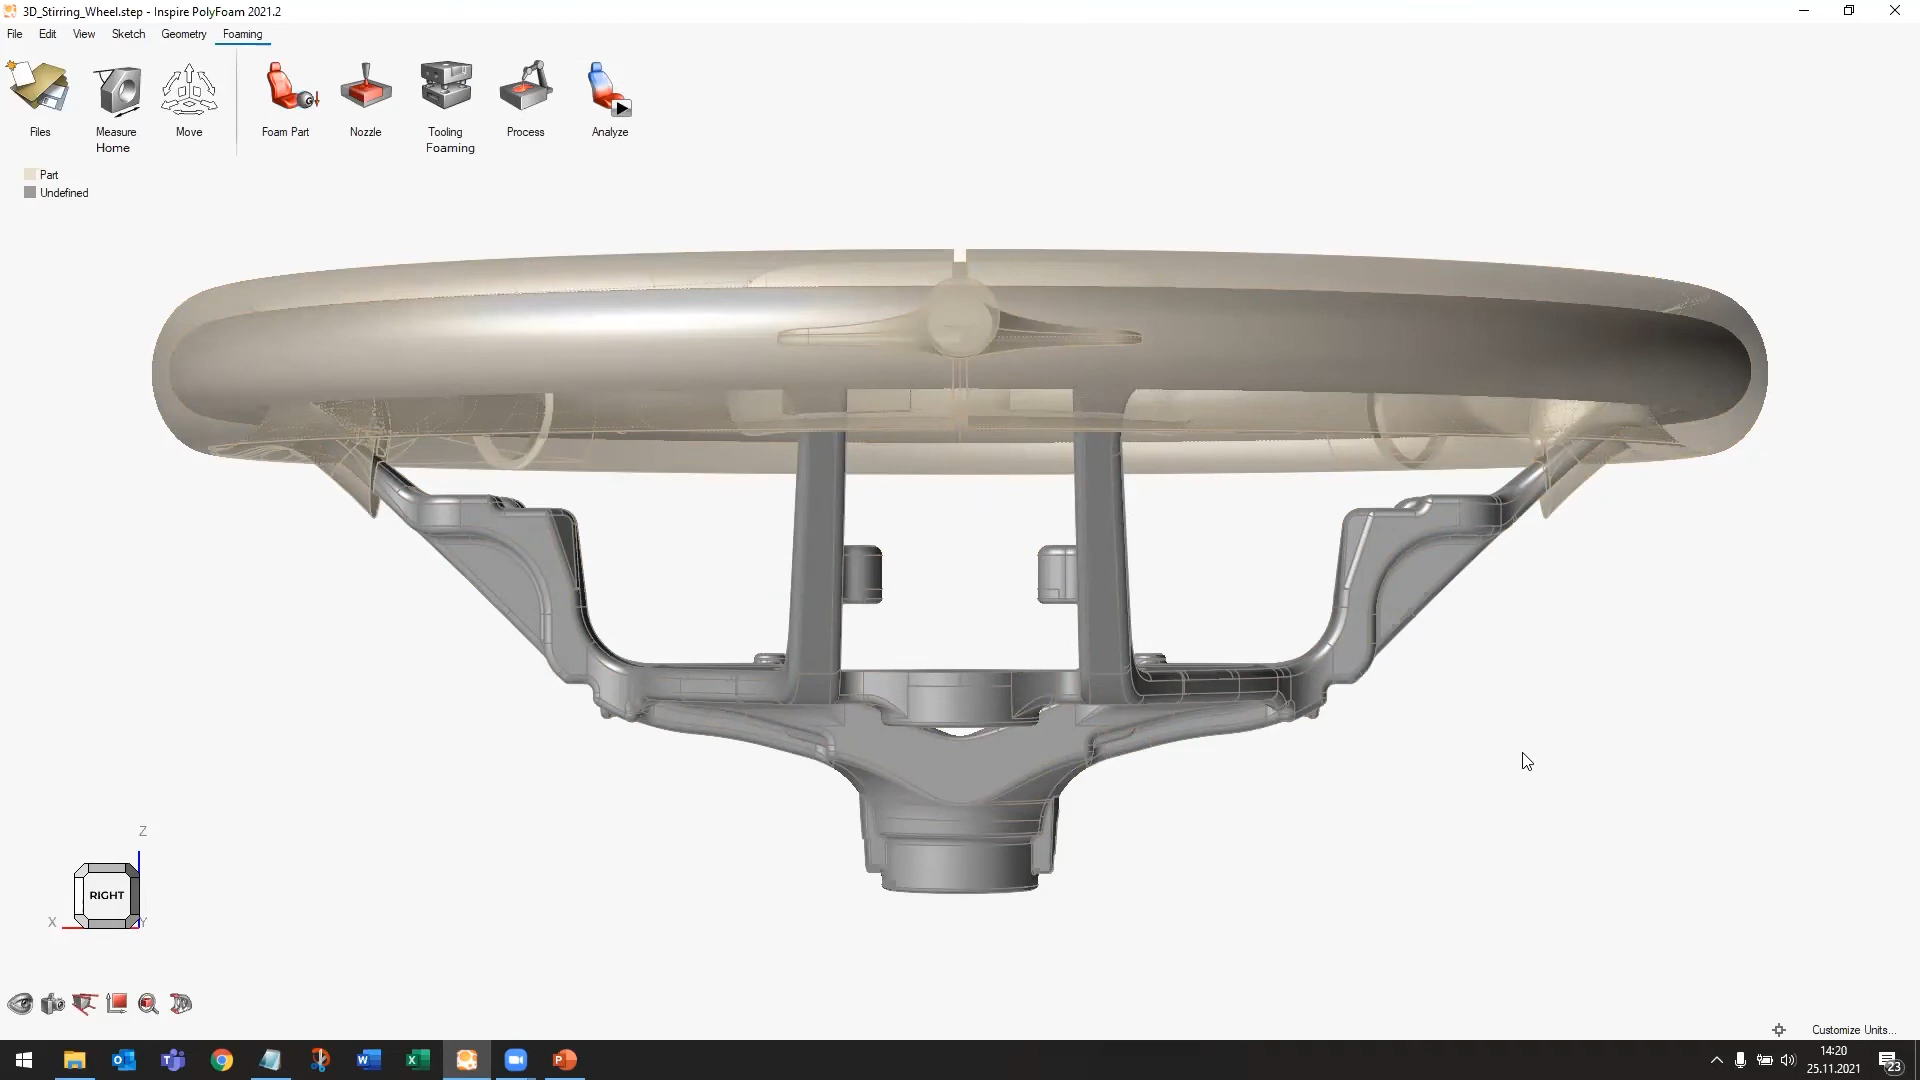 3D_Stirring_Wheel.step - Inspire PolyFoam 2021.2
File Edit View Sketch Geometry Foaming
Files Measure Move Foam Part Nozzle Tooling Process Analyze
Home Foaming
Part
Undefined
Z
RIGHT
X Y
Customize Units...
14:20
25.11.2021
23